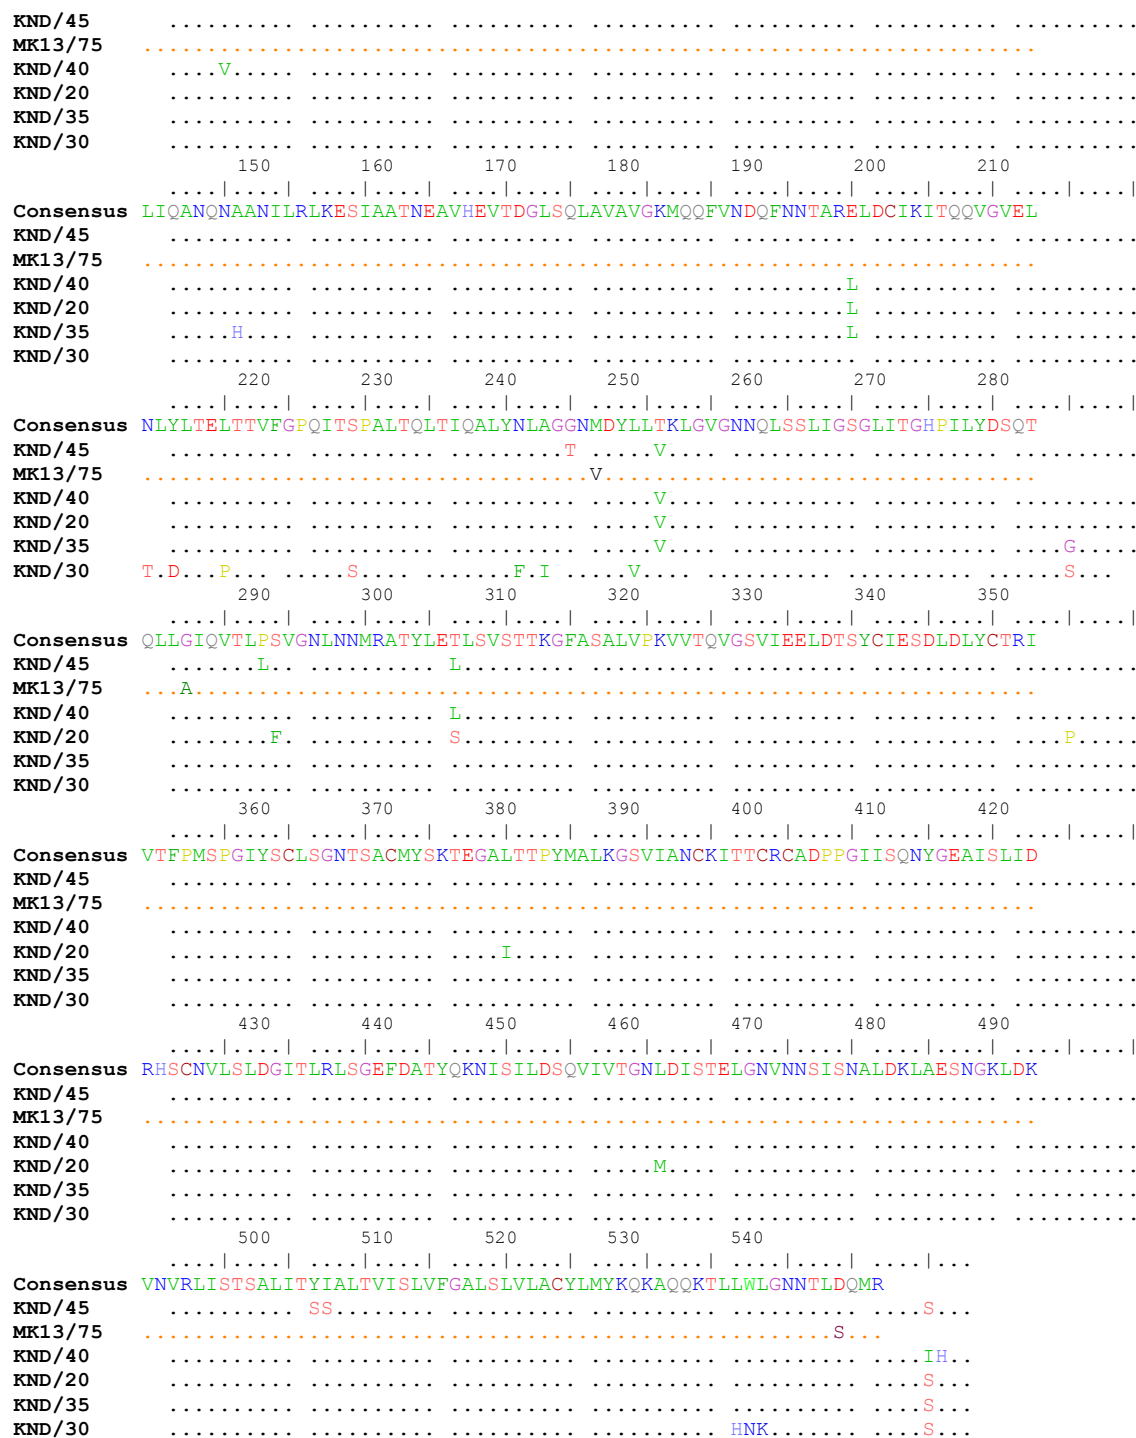 KND/45 .......... .......... .......... .......... .......... .......... ..........
MK13/75 ......................................................................
KND/40 ....V..... .......... .......... .......... .......... .......... ..........
KND/20 .......... .......... .......... .......... .......... .......... ..........
KND/35 .......... .......... .......... .......... .......... .......... ..........
KND/30 .......... .......... .......... .......... .......... .......... ..........
150 160 170 180 190 200 210
....|....| ....|....| ....|....| ....|....| ....|....| ....|....| ....|....|
Consensus LIQANQNAANILRLKESIAATNEAVHEVTDGLSQLAVAVGKMQQFVNDQFNNTARELDCIKITQQVGVEL
KND/45 .......... .......... .......... .......... .......... .......... ..........
MK13/75 ......................................................................
KND/40 .......... .......... .......... .......... .........L .......... ..........
KND/20 .......... .......... .......... .......... .........L .......... ..........
KND/35 .....H.... .......... .......... .......... .........L .......... ..........
KND/30 .......... .......... .......... .......... .......... .......... ..........
220 230 240 250 260 270 280
....|....| ....|....| ....|....| ....|....| ....|....| ....|....| ....|....|
Consensus NLYLTELTTVFGPQITSPALTQLTIQALYNLAGGNMDYLLTKLGVGNNQLSSLIGSGLITGHPILYDSQT
KND/45 .......... .......... .........T .....V.... .......... .......... ..........
MK13/75 ...................................V..................................
KND/40 .......... .......... .......... .....V.... .......... .......... ..........
KND/20 .......... .......... .......... .....V.... .......... .......... ..........
KND/35 .......... .......... .......... .....V.... .......... .......... ....G.....
KND/30 T.D...P... .....S.... .......F.I .....V.... .......... .......... ......S...
290 300 310 320 330 340 350
....|....| ....|....| ....|....| ....|....| ....|....| ....|....| ....|....|
Consensus QLLGIQVTLPSVGNLNNMRATYLETLSVSTTKGFASALVPKVVTQVGSVIEELDTSYCIESDLDLYCTRI
KND/45 .......L.. .......... L......... .......... .......... .......... ..........
MK13/75 ...A..................................................................
KND/40 .......... .......... L......... .......... .......... .......... ..........
KND/20 ........F. .......... S......... .......... .......... .......... ....P.....
KND/35 .......... .......... .......... .......... .......... .......... ..........
KND/30 .......... .......... .......... .......... .......... .......... ..........
360 370 380 390 400 410 420
....|....| ....|....| ....|....| ....|....| ....|....| ....|....| ....|....|
Consensus VTFPMSPGIYSCLSGNTSACMYSKTEGALTTPYMALKGSVIANCKITTCRCADPPGIISQNYGEAISLID
KND/45 .......... .......... .......... .......... .......... .......... ..........
MK13/75 ......................................................................
KND/40 .......... .......... .......... .......... .......... .......... ..........
KND/20 .......... .......... ....I..... .......... .......... .......... ..........
KND/35 .......... .......... .......... .......... .......... .......... ..........
KND/30 .......... .......... .......... .......... .......... .......... ..........
430 440 450 460 470 480 490
....|....| ....|....| ....|....| ....|....| ....|....| ....|....| ....|....|
Consensus RHSCNVLSLDGITLRLSGEFDATYQKNISILDSQVIVTGNLDISTELGNVNNSISNALDKLAESNGKLDK
KND/45 .......... .......... .......... .......... .......... .......... ..........
MK13/75 ......................................................................
KND/40 .......... .......... .......... .......... .......... .......... ..........
KND/20 .......... .......... .......... .....M.... .......... .......... ..........
KND/35 .......... .......... .......... .......... .......... .......... ..........
KND/30 .......... .......... .......... .......... .......... .......... ..........
500 510 520 530 540
....|....| ....|....| ....|....| ....|....| ....|....| ....|...
Consensus VNVRLISTSALITYIALTVISLVFGALSLVLACYLMYKQKAQQKTLLWLGNNTLDQMR
KND/45 .......... SS........ .......... .......... .......... ....S...
MK13/75 ......................................................S...
KND/40 .......... .......... .......... .......... .......... ....IH..
KND/20 .......... .......... .......... .......... .......... ....S...
KND/35 .......... .......... .......... .......... .......... ....S...
KND/30 .......... .......... .......... .......... HNK....... ....S...